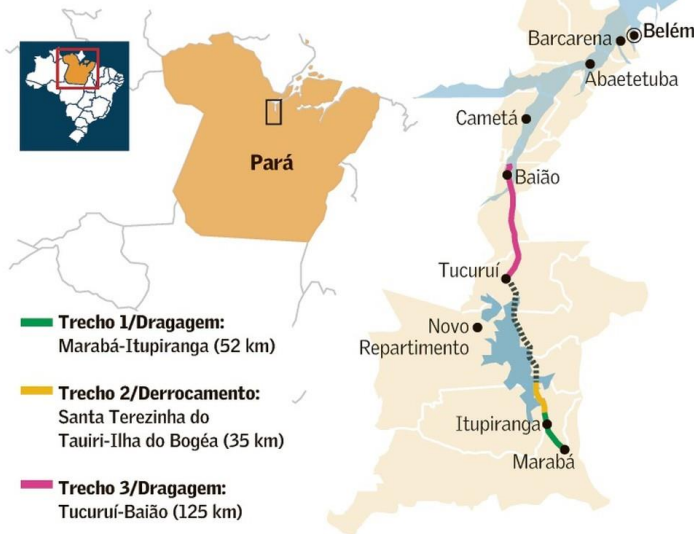 Pará
Trecho 1/Dragagem:
Marabá-Itupiranga (52 km)
Trecho 2/Derrocamento:
Santa Terezinha do
Tauiri-Ilha do Bogéa (35 km)
Trecho 3/Dragagem:
Tucuruí-Baião (125 km)
Belém
Barcarena
Abaetetuba
Cametá
Baião
Tucuruí
Novo
Repartimento
Itupiranga
Marabá